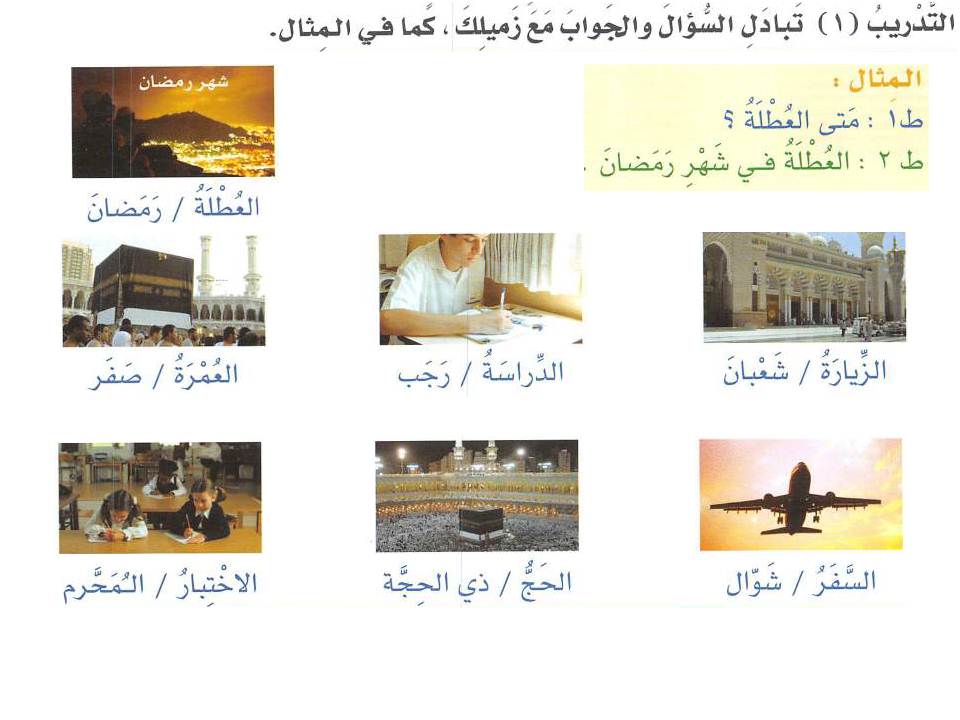 التَّدْريبُ (١) تَبادَلِ السُّؤالَ والجَوابَ مَعَ زَميلِكَ، كَما في المِثال.
المِثال :
ط١ : مَتى العُطْلَةُ ؟
ط ٢ : العُطْلَةُ في شَهْرِ رَمَضانَ .
شهر رمضان
العُطْلَةُ / رَمَضانَ
الزِّيارَةُ / شَعْبانَ
الدِّراسَةُ / رَجَب
العُمْرَةُ / صَفَر
السَّفَرُ / شَوّال
الحَجُّ / ذي الحِجَّة
الاخْتِبارُ / المُحَّرم